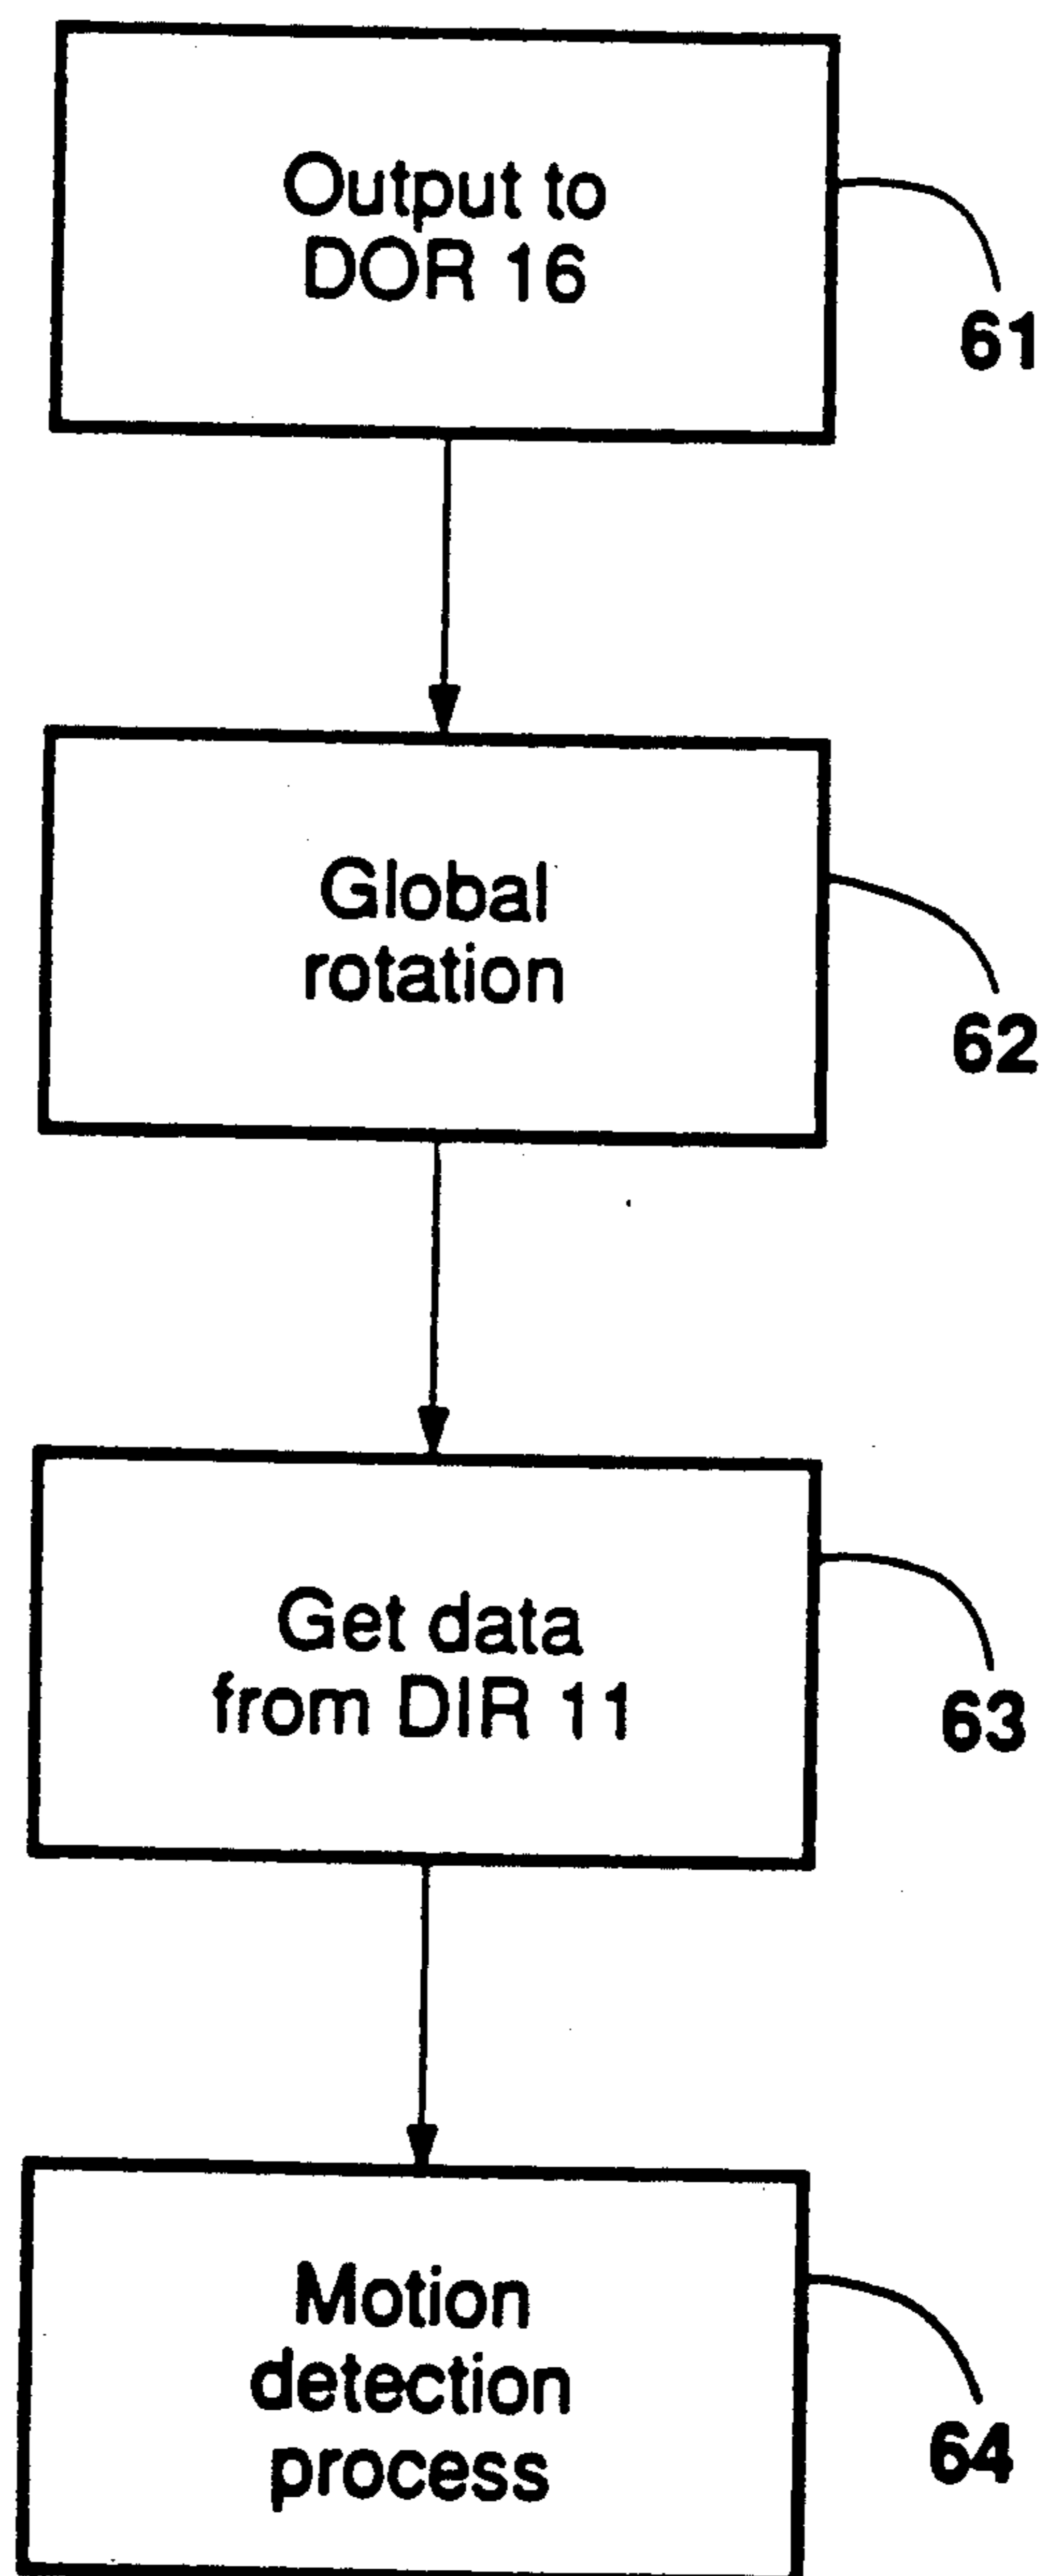 Output to
DOR 16
61
Global
rotation
62
Get data
from DIR 11
63
Motion
detection
process
64